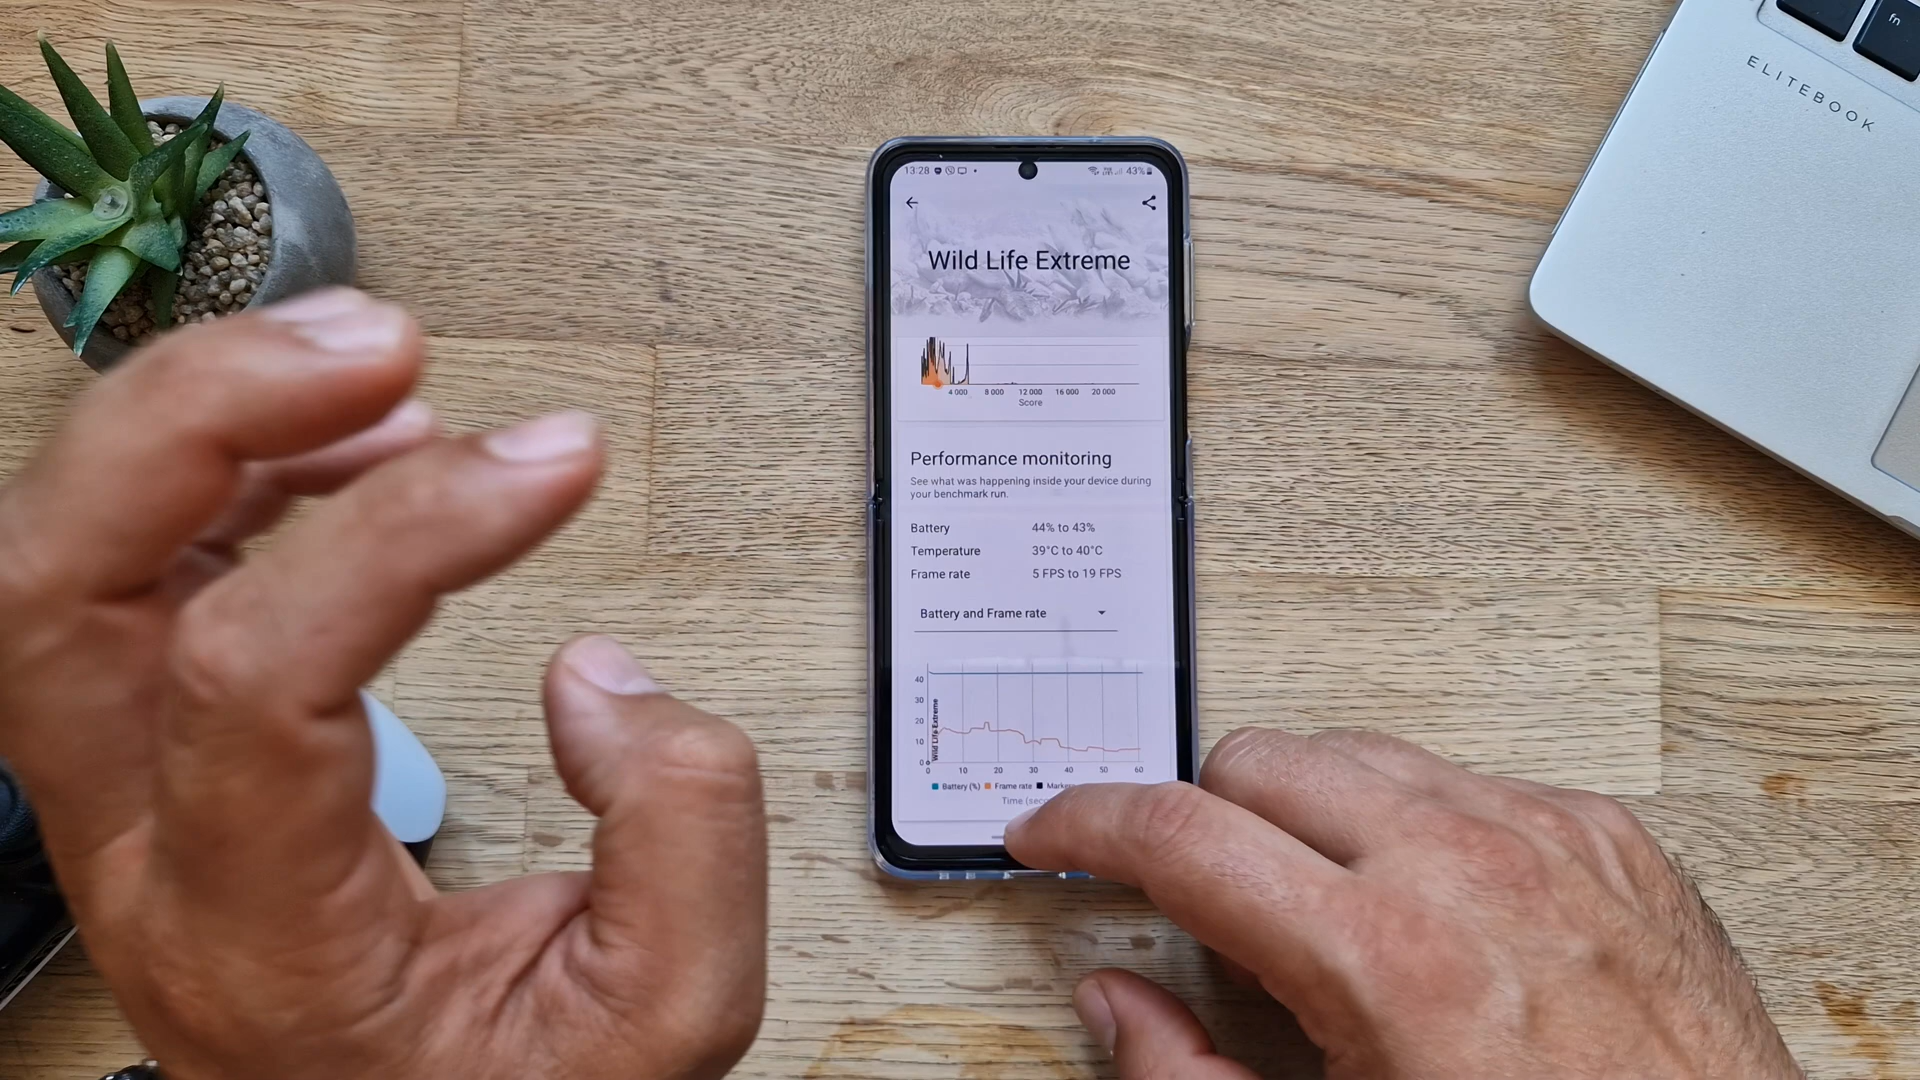 fn
ELITEBOOK
13:28
43%
Wild Life Extreme
4 000 8 000 12 000 16 000 20 000
Score
Performance monitoring
See what was happening inside your device during
your benchmark run.
Battery 44% to 43%
Temperature 39°C to 40°C
Frame rate 5 FPS to 19 FPS
Battery and Frame rate
40
30
20
10
0
Wild Life Extreme
0 10 20 30 40 50 60
Battery (%) Frame rate
Time